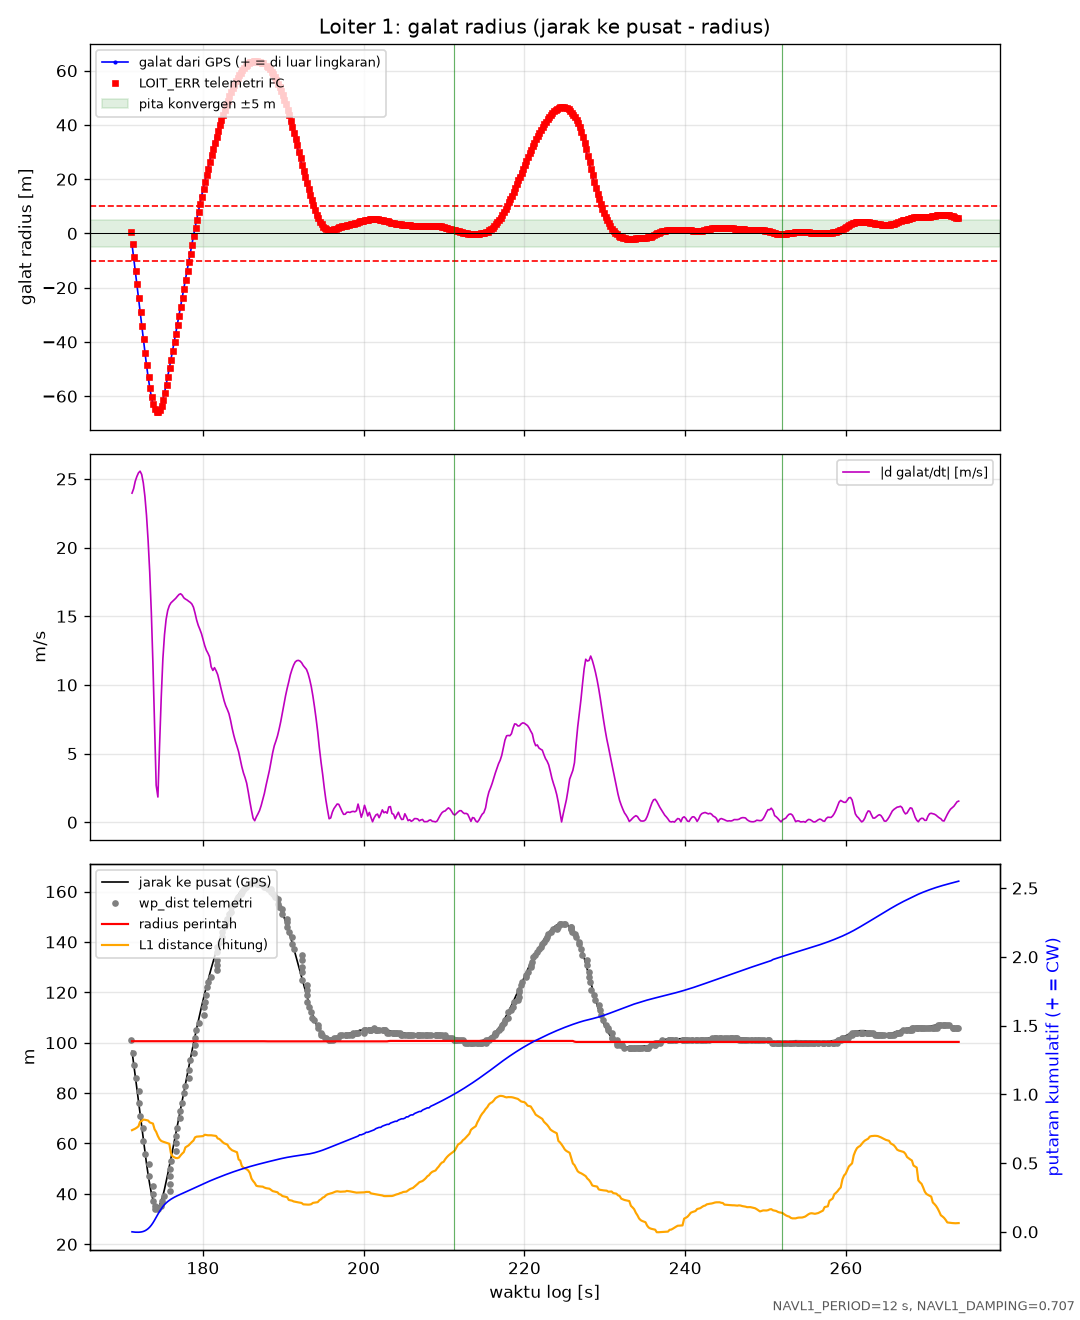 Loiter 1: galat radius (jarak ke pusat - radius)
galat dari GPS (+ = di luar lingkaran)
LOIT_ERR telemetri FC
pita konvergen ±5 m
galat radius [m]
60
40
20
0
−20
−40
−60
|d galat/dt| [m/s]
m/s
25
20
15
10
5
0
jarak ke pusat (GPS)
wp_dist telemetri
radius perintah
L1 distance (hitung)
m
160
140
120
100
80
60
40
20
2.5
2.0
1.5
1.0
0.5
0.0
putaran kumulatif (+ = CW)
180 200 220 240 260
waktu log [s]
NAVL1_PERIOD=12 s, NAVL1_DAMPING=0.707